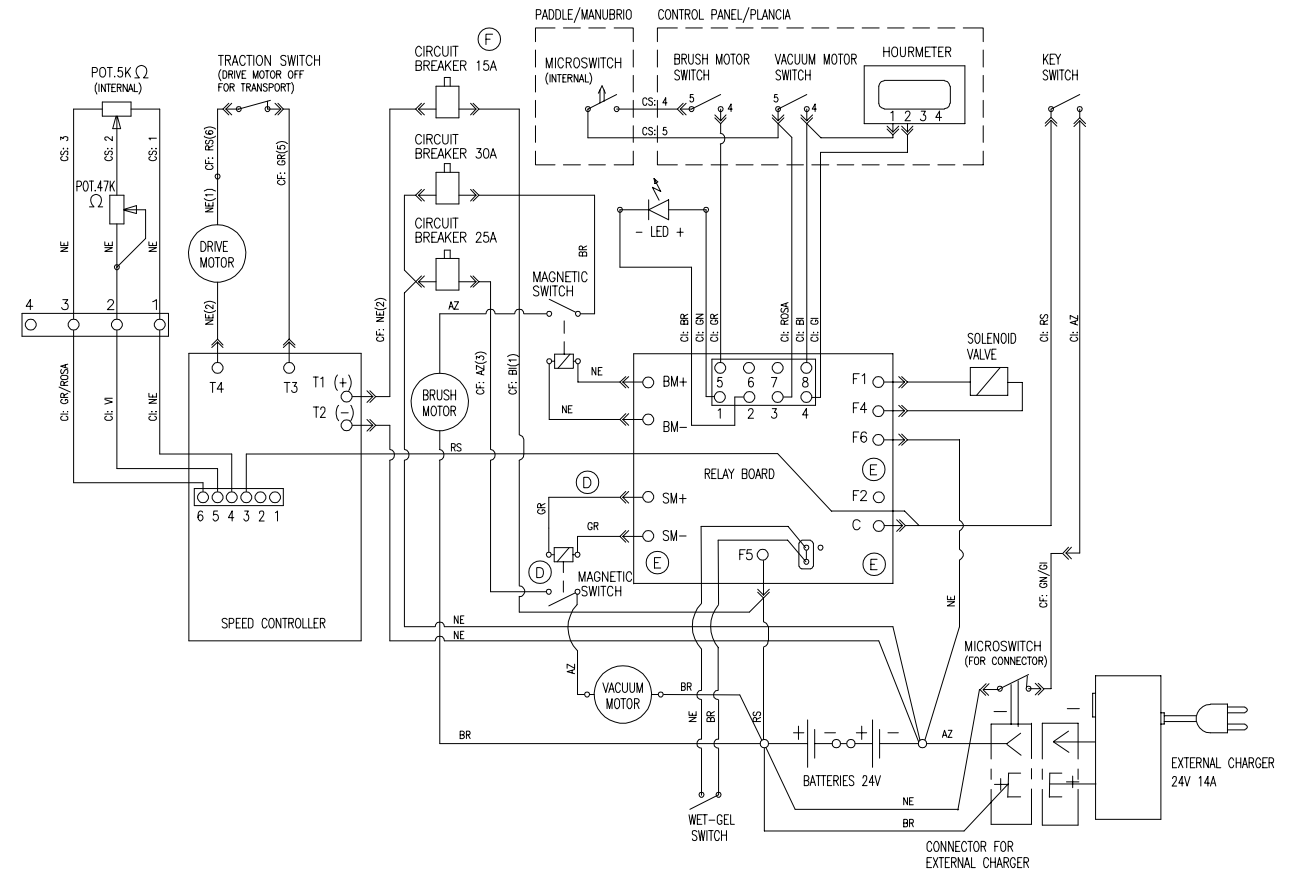 PADDLE/MANUBRIO
CONTROL PANEL/PLANCIA
F
CIRCUIT
BREAKER 15A
MICROSWITCH
(INTERNAL)
BRUSH MOTOR
SWITCH
VACUUM MOTOR
SWITCH
HOURMETER
KEY
SWITCH
TRACTION SWITCH
(DRIVE MOTOR OFF
FOR TRANSPORT)
POT.5K Ω
(INTERNAL)
5
4
5
4
1 2 3 4
CS: 4
CS: 5
CS: 3
CS: 2
CS: 1
CF: RS(6)
CF: GR(5)
CIRCUIT
BREAKER 30A
POT.47K
Ω
NE(1)
CIRCUIT
BREAKER 25A
- LED +
DRIVE
MOTOR
NE
NE
NE
BR
MAGNETIC
SWITCH
4 3 2 1
NE(2)
CF: NE(2)
AZ
CI: BR
CI: GN
CI: GR
CI: ROSA
CI: BI
CI: GI
CI: RS
CI: AZ
SOLENOID
VALVE
T4
T3
T1 (+)
T2 (-)
CF: AZ(3)
CF: BI(1)
NE
BM+
5 6 7 8
F1
CI: GR/ROSA
CI: VI
CI: NE
BRUSH
MOTOR
NE
BM-
1 2 3 4
F4
F6
RS
RELAY BOARD
E
D
SM+
F2
6 5 4 3 2 1
GR
GR
SM-
C
F5
E
E
D
MAGNETIC
SWITCH
CF: GN/GI
NE
SPEED CONTROLLER
NE
NE
MICROSWITCH
(FOR CONNECTOR)
AZ
VACUUM
MOTOR
BR
NE
BR
RS
-
-
BR
+ - + -
AZ
BATTERIES 24V
EXTERNAL CHARGER
24V 14A
+
+
NE
WET-GEL
SWITCH
BR
CONNECTOR FOR
EXTERNAL CHARGER